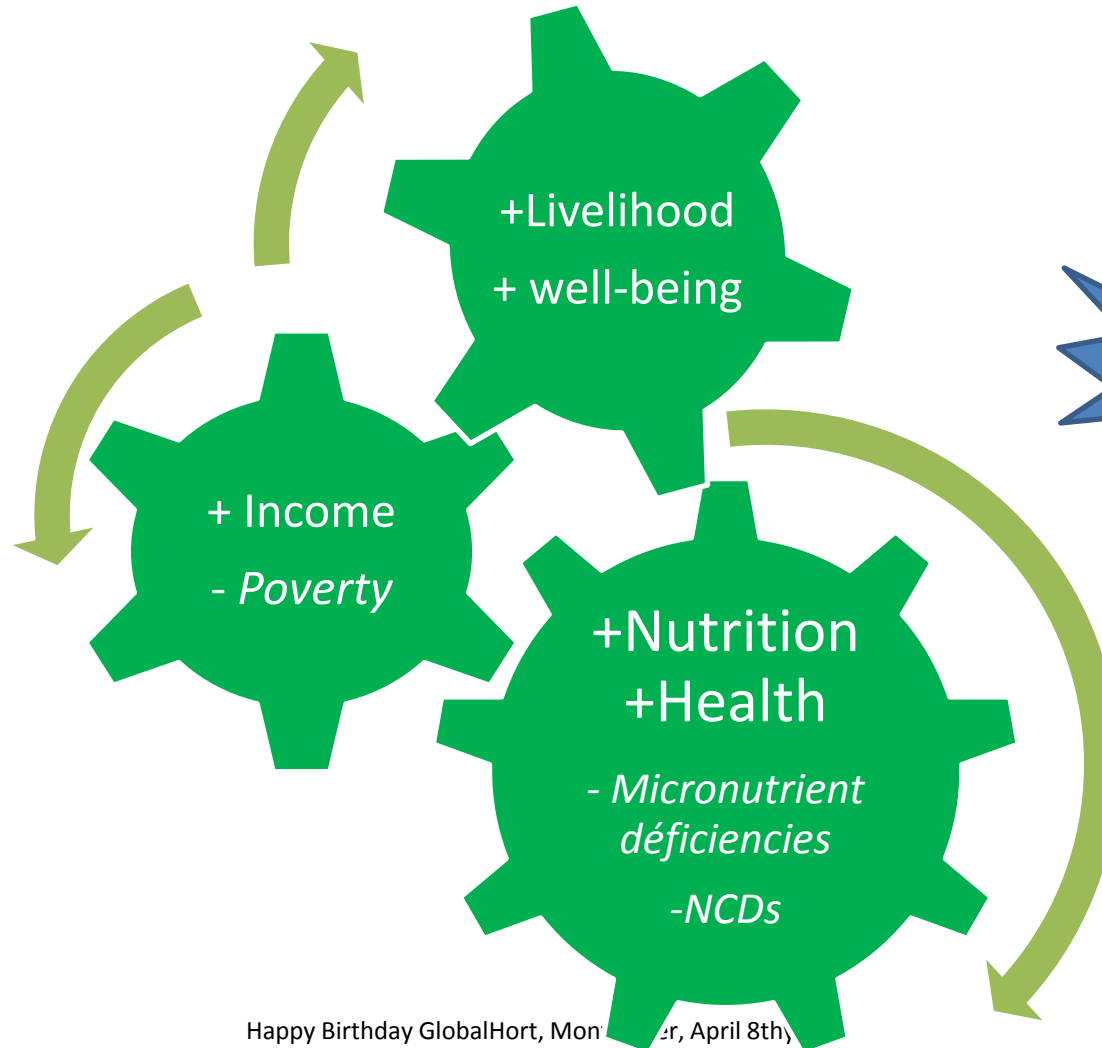 +Livelihood
+ well-being
+ Income
- Poverty
+Nutrition
+Health
- Micronutrient
déficiencies
-NCDs
Happy Birthday GlobalHort, April 8th